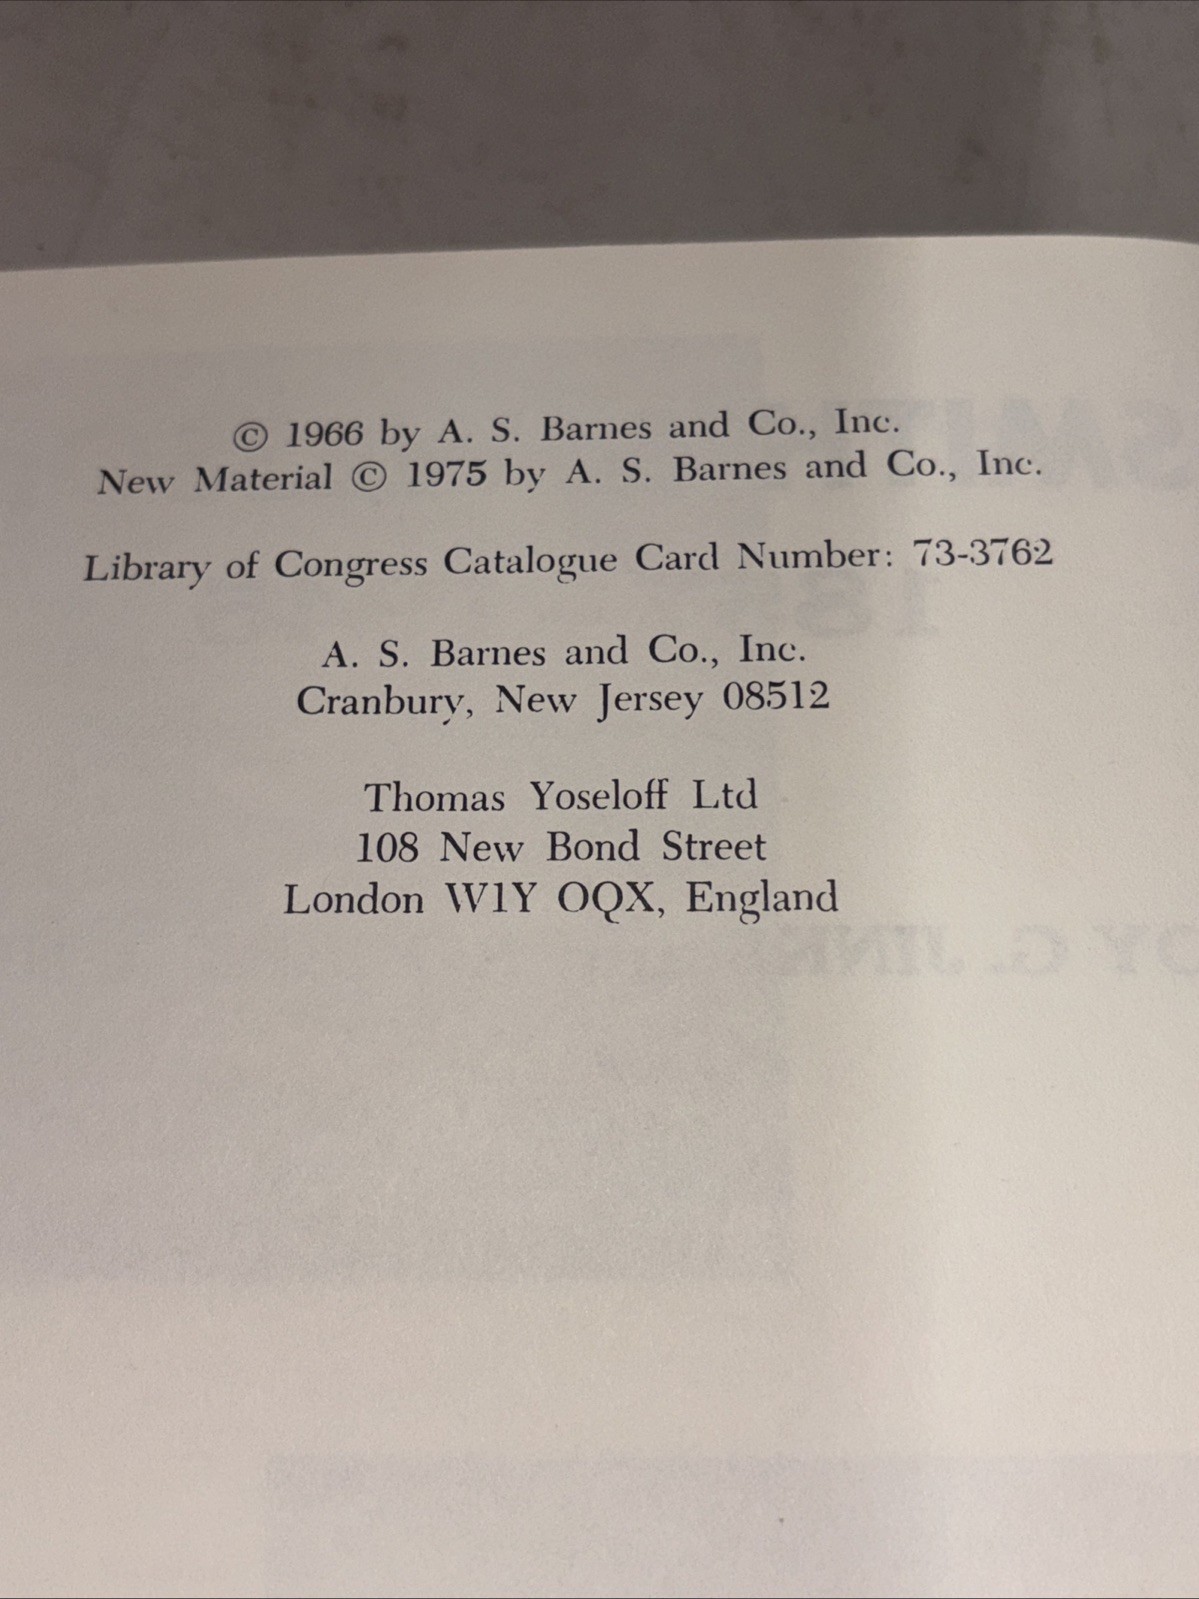 © 1966 by A. S. Barnes and Co., Inc.
New Material © 1975 by A. S. Barnes and Co., Inc.
Library of Congress Catalogue Card Number: 73-3762
A. S. Barnes and Co., Inc.
Cranbury, New Jersey 08512
Thomas Yoseloff Ltd
108 New Bond Street
London W1Y OQX, England